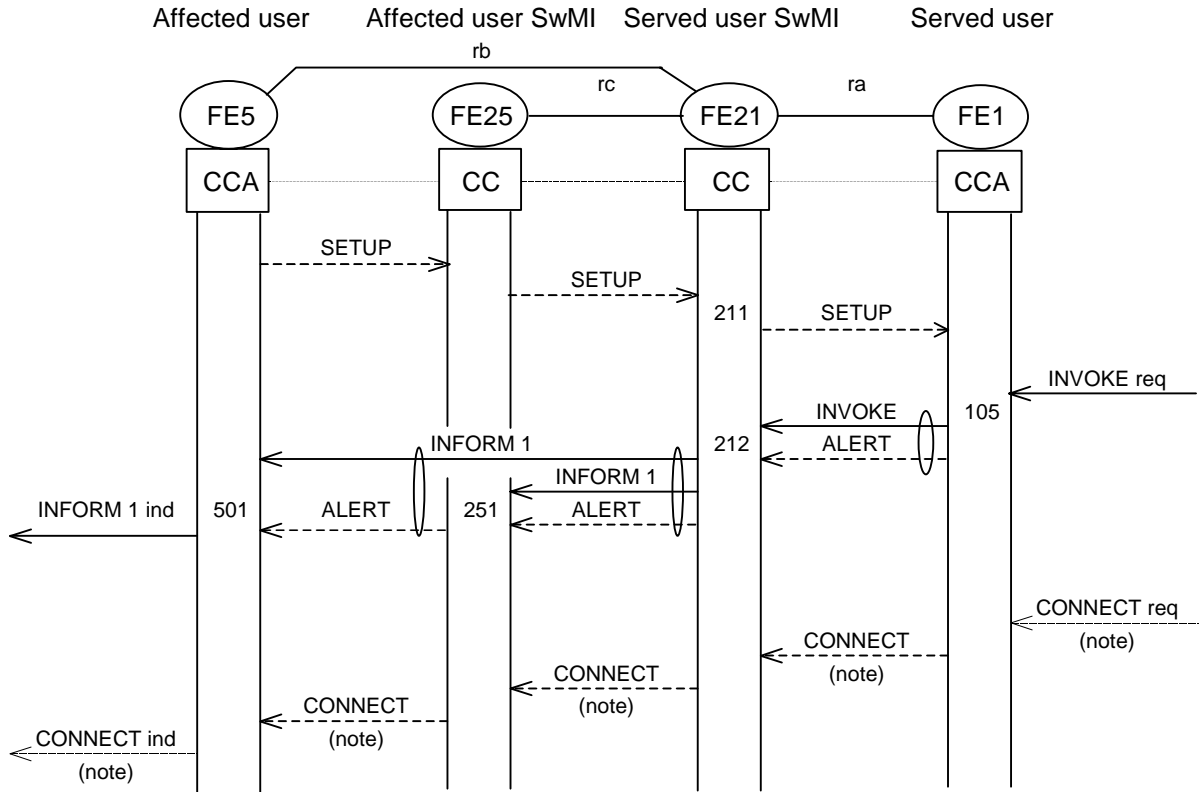 Affected user Affected user SwMI Served user SwMI Served user
rb
rc ra
FE5 FE25 FE21 FE1
CCA CC CC CCA
SETUP
SETUP
211 SETUP
INVOKE req
INVOKE 105
INFORM 1 212 ALERT
INFORM 1
INFORM 1 ind 501 ALERT 251 ALERT
CONNECT req
(note)
CONNECT
(note)
CONNECT
(note)
CONNECT
(note)
CONNECT ind
(note)